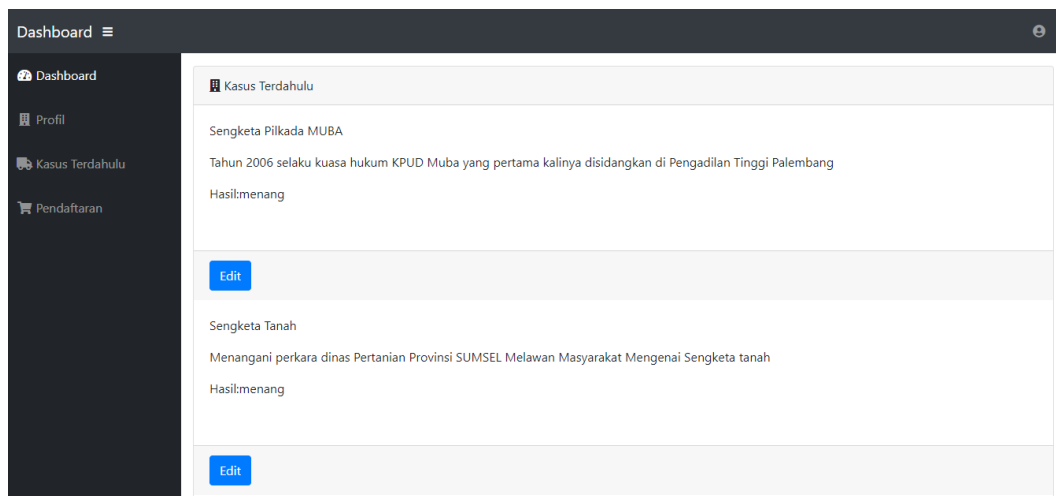 Dashboard
Dashboard
Profil
Kasus Terdahulu
Pendaftaran
Kasus Terdahulu
Sengketa Pilkada MUBA
Tahun 2006 selaku kuasa hukum KPUD Muba yang pertama kalinya disidangkan di Pengadilan Tinggi Palembang
Hasil:menang
Edit
Sengketa Tanah
Menangani perkara dinas Pertanian Provinsi SUMSEL Melawan Masyarakat Mengenai Sengketa tanah
Hasil:menang
Edit